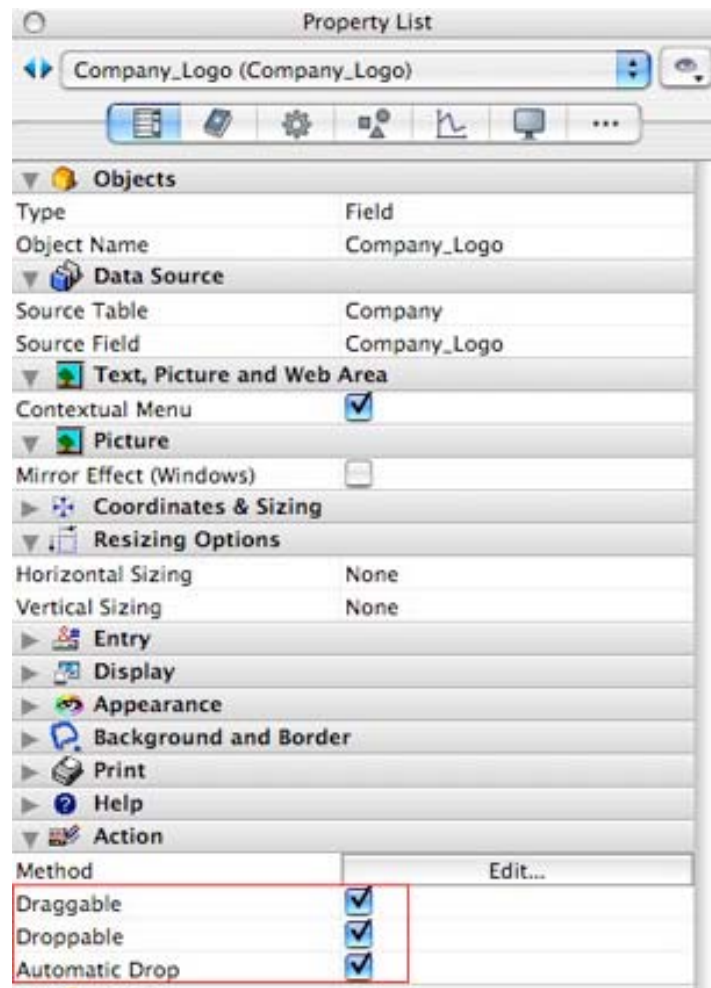 Property List
Company_Logo (Company_Logo)
Objects
Type Field
Object Name Company_Logo
Data Source
Source Table Company
Source Field Company_Logo
Text, Picture and Web Area
Contextual Menu
Picture
Mirror Effect (Windows)
Coordinates & Sizing
Resizing Options
Horizontal Sizing None
Vertical Sizing None
Entry
Display
Appearance
Background and Border
Print
Help
Action
Method Edit...
Draggable
Droppable
Automatic Drop